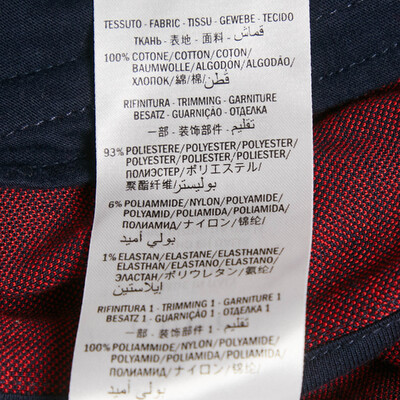 TESSUTO - FABRIC - TISSU - GEWEBE - TECIDO
ТКАНЬ - 表地 - 面料 - قماش
100% COTONE/COTTON/COTON/
BAUMWOLLE/ALGODON/ALGODÃO/
ХЛОПОК/綿/棉/ قطن
RIFINITURA - TRIMMING - GARNITURE
BESATZ - GUARNIÇÃO - ОТДЕЛКА
一部 - 装饰部件 - تقليم
93% POLIESTERE/POLYESTER/
POLYESTER/POLYESTER/POLIESTER/
ПОЛИЭСТЕР/ポリエステル/
聚酯纤维/ بوليستر
6% POLIAMMIDE/NYLON/POLYAMIDE/
POLYAMID/POLIAMIDA/POLIAMIDA/
ПОЛИАМИД/ナイロン/锦纶/
بولي أميد
1% ELASTAN/ELASTANE/ELASTHANNE/
ELASTHAN/ELASTANO/ELASTANO/
ЭЛАСТАН/ポリウレタン/氨纶/
ايلاستين
RIFINITURA 1 - TRIMMING 1 - GARNITURE 1
BESATZ 1 - GUARNIÇÃO 1 - ОТДЕЛКА 1
一部 - 装饰部件 1 - تقليم 1
100% POLIAMMIDE/NYLON/POLYAMIDE/
POLYAMID/POLIAMIDA/POLIAMIDA/
ПОЛИАМИД/ナイロン/锦纶/
بولي أميد